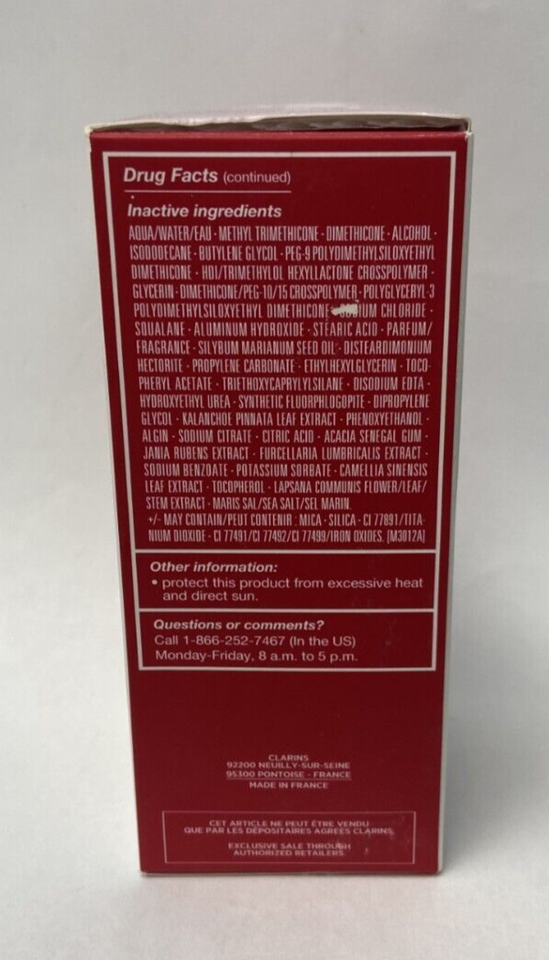 Drug Facts (continued)
Inactive ingredients
AQUA/WATER/EAU • METHYL TRIMETHICONE • DIMETHICONE • ALCOHOL •
ISODODECANE • BUTYLENE GLYCOL • PEG-9 POLYDIMETHYLSILOXYETHYL
DIMETHICONE • HDI/TRIMETHYLOL HEXYLLACTONE CROSSPOLYMER •
GLYCERIN • DIMETHICONE/PEG-10/15 CROSSPOLYMER • POLYGLYCERYL-3
POLYDIMETHYLSILOXYETHYL DIMETHICONE CHLORIDE •
SQUALANE • ALUMINUM HYDROXIDE • STEARIC ACID • PARFUM/
FRAGRANCE • SILYBUM MARIANUM SEED OIL • DISTEARDIMONIUM
HECTORITE • PROPYLENE CARBONATE • ETHYLHEXYLGLYCERIN • TOCO-
PHERYL ACETATE • TRIETHOXYCAPRYLYLSILANE • DISODIUM EDTA •
HYDROXYETHYL UREA • SYNTHETIC FLUORPHLOGOPITE • DIPROPYLENE
GLYCOL • KALANCHOE PINNATA LEAF EXTRACT • PHENOXYETHANOL •
ALGIN • SODIUM CITRATE • CITRIC ACID • ACACIA SENEGAL GUM •
JANIA RUBENS EXTRACT • FURCELLARIA LUMBRICALIS EXTRACT •
SODIUM BENZOATE • POTASSIUM SORBATE • CAMELLIA SINENSIS
LEAF EXTRACT • TOCOPHEROL • LAPSANA COMMUNIS FLOWER/LEAF/
STEM EXTRACT • MARIS SAL/SEA SALT/SEL MARIN.
+/- MAY CONTAIN/PEUT CONTENIR : MICA • SILICA • CI 77891/TITA-
NIUM DIOXIDE • CI 77491/CI 77492/CI 77499/IRON OXIDES. [M3012A]
Other information:
• protect this product from excessive heat
and direct sun.
Questions or comments?
Call 1-866-252-7467 (In the US)
Monday-Friday, 8 a.m. to 5 p.m.
CLARINS
92200 NEUILLY-SUR-SEINE
95300 PONTOISE - FRANCE
MADE IN FRANCE
CET ARTICLE NE PEUT ÊTRE VENDU
QUE PAR LES DÉPOSITAIRES AGRÉÉS CLARINS.
EXCLUSIVE SALE THROUGH
AUTHORIZED RETAILERS.